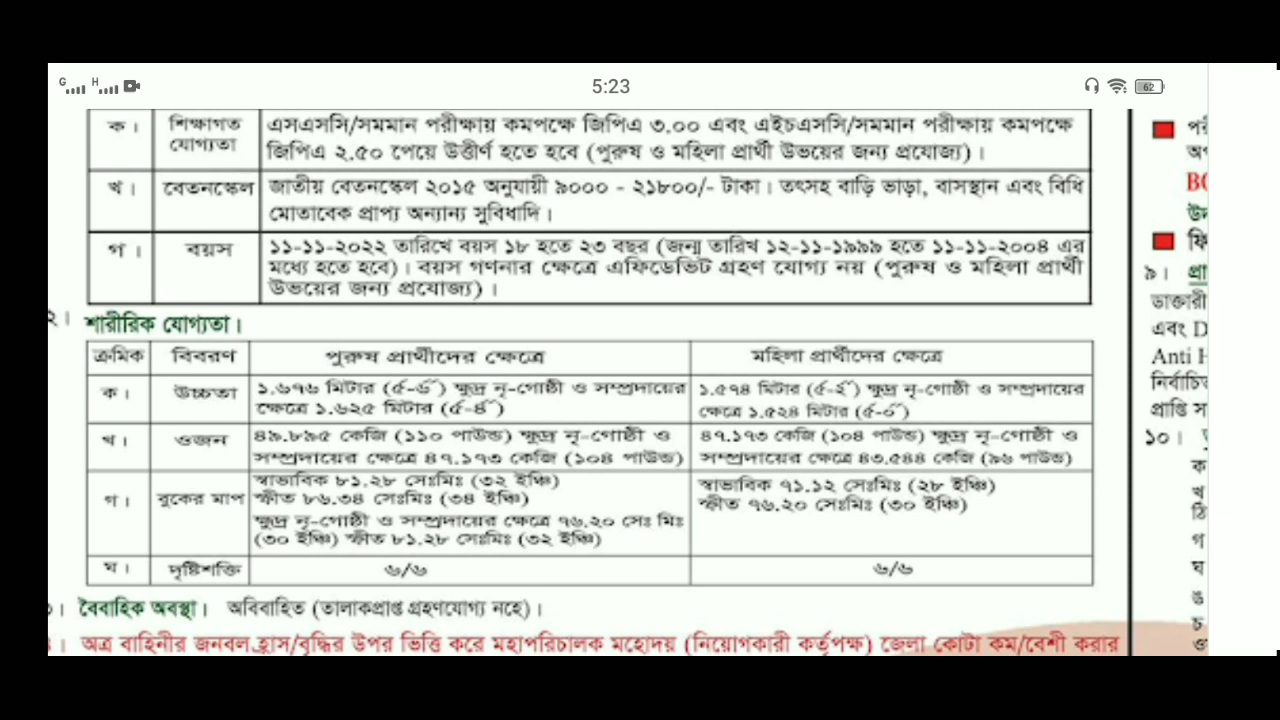 G H 5:23 62
ক। শিক্ষাগত যোগ্যতা এসএসসি/সমমান পরীক্ষায় কমপক্ষে জিপিএ ৩.০০ এবং এইচএসসি/সমমান পরীক্ষায় কমপক্ষে
জিপিএ ২.৫০ পেয়ে উত্তীর্ণ হতে হবে (পুরুষ ও মহিলা প্রার্থী উভয়ের জন্য প্রযোজ্য)।
খ। বেতনস্কেল জাতীয় বেতনস্কেল ২০১৫ অনুযায়ী ৯০০০ - ২১৮০০/- টাকা। তৎসহ বাড়ি ভাড়া, বাসস্থান এবং বিধি
মোতাবেক প্রাপ্য অন্যান্য সুবিধাদি।
গ। বয়স ১১-১১-২০২২ তারিখে বয়স ১৮ হতে ২৩ বছর (জন্ম তারিখ ১২-১১-১৯৯৯ হতে ১১-১১-২০০৪ এর
মধ্যে হতে হবে)। বয়স গণনার ক্ষেত্রে এফিডেভিট গ্রহণ যোগ্য নয় (পুরুষ ও মহিলা প্রার্থী
উভয়ের জন্য প্রযোজ্য)।
২। শারীরিক যোগ্যতা।
ক্রমিক বিবরণ পুরুষ প্রার্থীদের ক্ষেত্রে মহিলা প্রার্থীদের ক্ষেত্রে
ক। উচ্চতা ১.৬৭৬ মিটার (৫'-৬") ক্ষুদ্র নৃ-গোষ্ঠী ও সম্প্রদায়ের
ক্ষেত্রে ১.৬২৫ মিটার (৫'-৪")
১.৫৭৪ মিটার (৫'-২") ক্ষুদ্র নৃ-গোষ্ঠী ও সম্প্রদায়ের
ক্ষেত্রে ১.৫২৪ মিটার (৫'-০")
খ। ওজন ৪৯.৮৯৫ কেজি (১১০ পাউন্ড) ক্ষুদ্র নৃ-গোষ্ঠী ও
সম্প্রদায়ের ক্ষেত্রে ৪৭.১৭৩ কেজি (১০৪ পাউন্ড)
৪৭.১৭৩ কেজি (১০৪ পাউন্ড) ক্ষুদ্র নৃ-গোষ্ঠী ও
সম্প্রদায়ের ক্ষেত্রে ৪৩.৫৪৪ কেজি (৯৬ পাউন্ড)
গ। বুকের মাপ স্বাভাবিক ৮১.২৮ সেঃমিঃ (৩২ ইঞ্চি)
স্ফীত ৮৬.৩৪ সেঃমিঃ (৩৪ ইঞ্চি)
ক্ষুদ্র নৃ-গোষ্ঠী ও সম্প্রদায়ের ক্ষেত্রে ৭৬.২০ সেঃ মিঃ
(৩০ ইঞ্চি) স্ফীত ৮১.২৮ সেঃমিঃ (৩২ ইঞ্চি)
স্বাভাবিক ৭১.১২ সেঃমিঃ (২৮ ইঞ্চি)
স্ফীত ৭৬.২০ সেঃমিঃ (৩০ ইঞ্চি)
ঘ। দৃষ্টিশক্তি ৬/৬ ৬/৬
। বৈবাহিক অবস্থা। অবিবাহিত (তালাকপ্রাপ্ত গ্রহণযোগ্য নহে)।
। অত্র বাহিনীর জনবল হ্রাস/বৃদ্ধির উপর ভিত্তি করে মহাপরিচালক মহোদয় (নিয়োগকারী কর্তৃপক্ষ) জেলা কোটা কম/বেশী করার
৯। প্রা
ডাক্তারী
এবং D
Anti H
নির্বাচিত
প্রাপ্তি স
১০।
ক
খ
ঠি
গ
ঘ
ঙ
চ